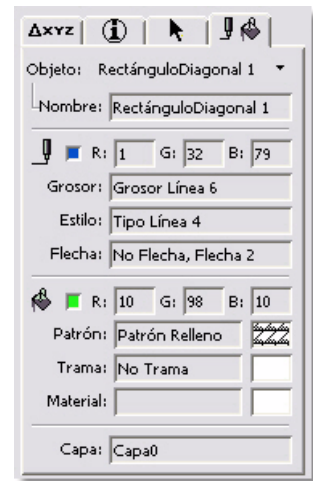 ΔXYZ
Objeto: RectánguloDiagonal 1
Nombre: RectánguloDiagonal 1
R: 1 G: 32 B: 79
Grosor: Grosor Línea 6
Estilo: Tipo Línea 4
Flecha: No Flecha, Flecha 2
R: 10 G: 98 B: 10
Patrón: Patrón Relleno
Trama: No Trama
Material:
Capa: Capa0